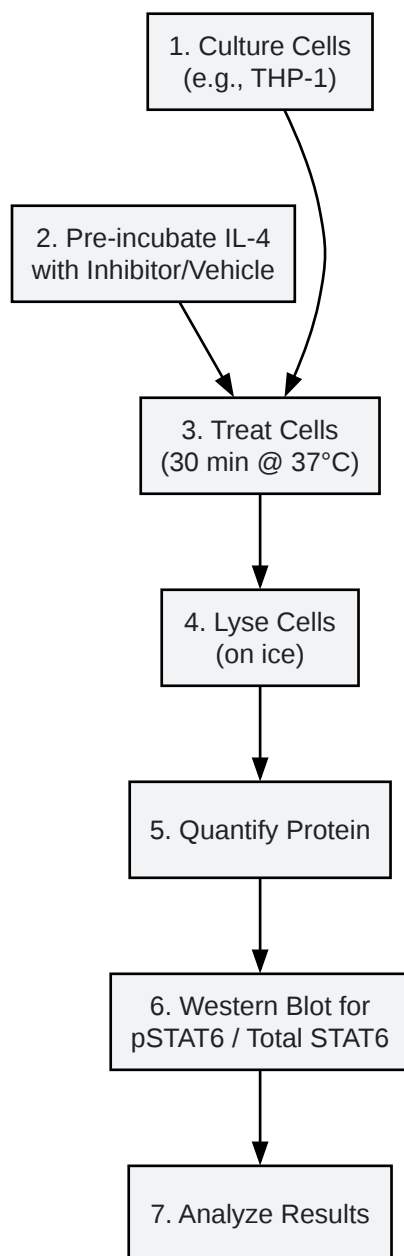 1. Culture Cells
(e.g., THP-1)
2. Pre-incubate IL-4
with Inhibitor/Vehicle
3. Treat Cells
(30 min @ 37°C)
4. Lyse Cells
(on ice)
5. Quantify Protein
6. Western Blot for
pSTAT6 / Total STAT6
7. Analyze Results